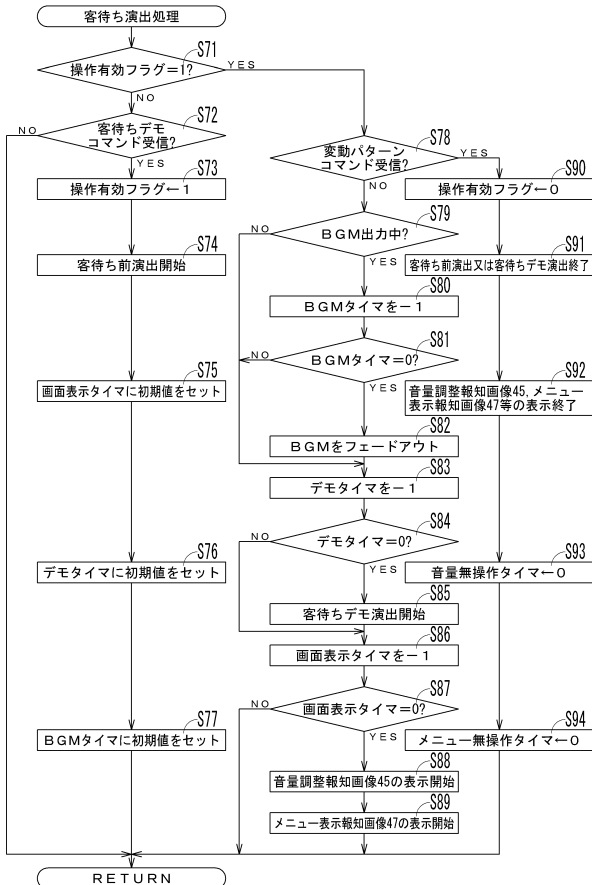 客待ち演出処理
S71
操作有効フラグ=1?
YES
NO
S72
客待ちデモ
コマンド受信?
NO
YES
S73
操作有効フラグ←1
S74
客待ち前演出開始
S75
画面表示タイマに初期値をセット
S76
デモタイマに初期値をセット
S77
BGMタイマに初期値をセット
S78
変動パターン
コマンド受信?
YES
NO
S79
BGM出力中?
NO
YES
S80
BGMタイマを-1
S81
BGMタイマ=0?
NO
YES
S82
BGMをフェードアウト
S83
デモタイマを-1
S84
デモタイマ=0?
NO
YES
S85
客待ちデモ演出開始
S86
画面表示タイマを-1
S87
画面表示タイマ=0?
NO
YES
S88
音量調整報知画像45の表示開始
S89
メニュー表示報知画像47の表示開始
S90
操作有効フラグ←0
S91
客待ち前演出又は客待ちデモ演出終了
S92
音量調整報知画像45,メニュー
表示報知画像47等の表示終了
S93
音量無操作タイマ←0
S94
メニュー無操作タイマ←0
RETURN